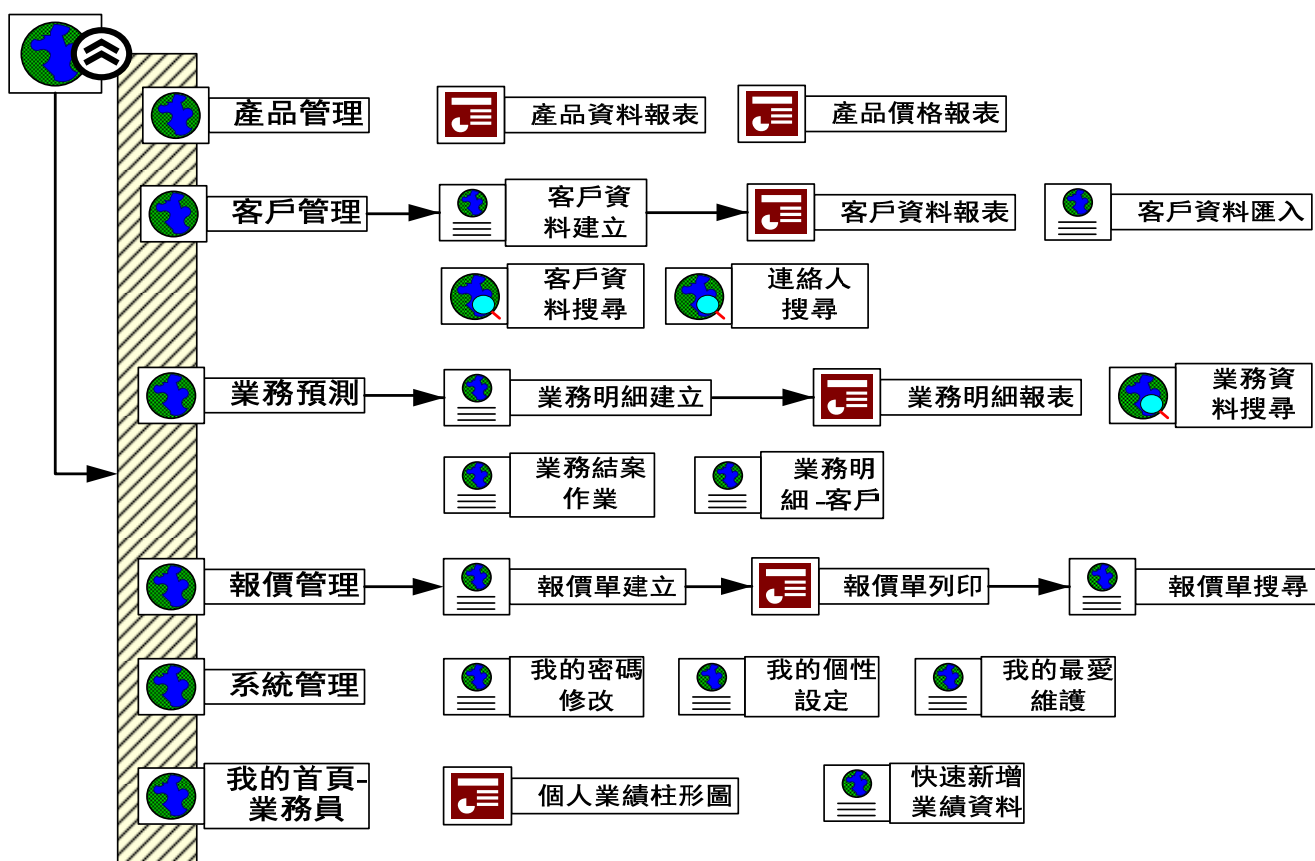 產品管理
產品資料報表
產品價格報表
客戶管理
客戶資
料建立
客戶資料報表
客戶資料匯入
客戶資
料搜尋
連絡人
搜尋
業務預測
業務明細建立
業務明細報表
業務資
料搜尋
業務結案
作業
業務明
細-客戶
報價管理
報價單建立
報價單列印
報價單搜尋
系統管理
我的密碼
修改
我的個性
設定
我的最愛
維護
我的首頁-
業務員
個人業績柱形圖
快速新增
業績資料